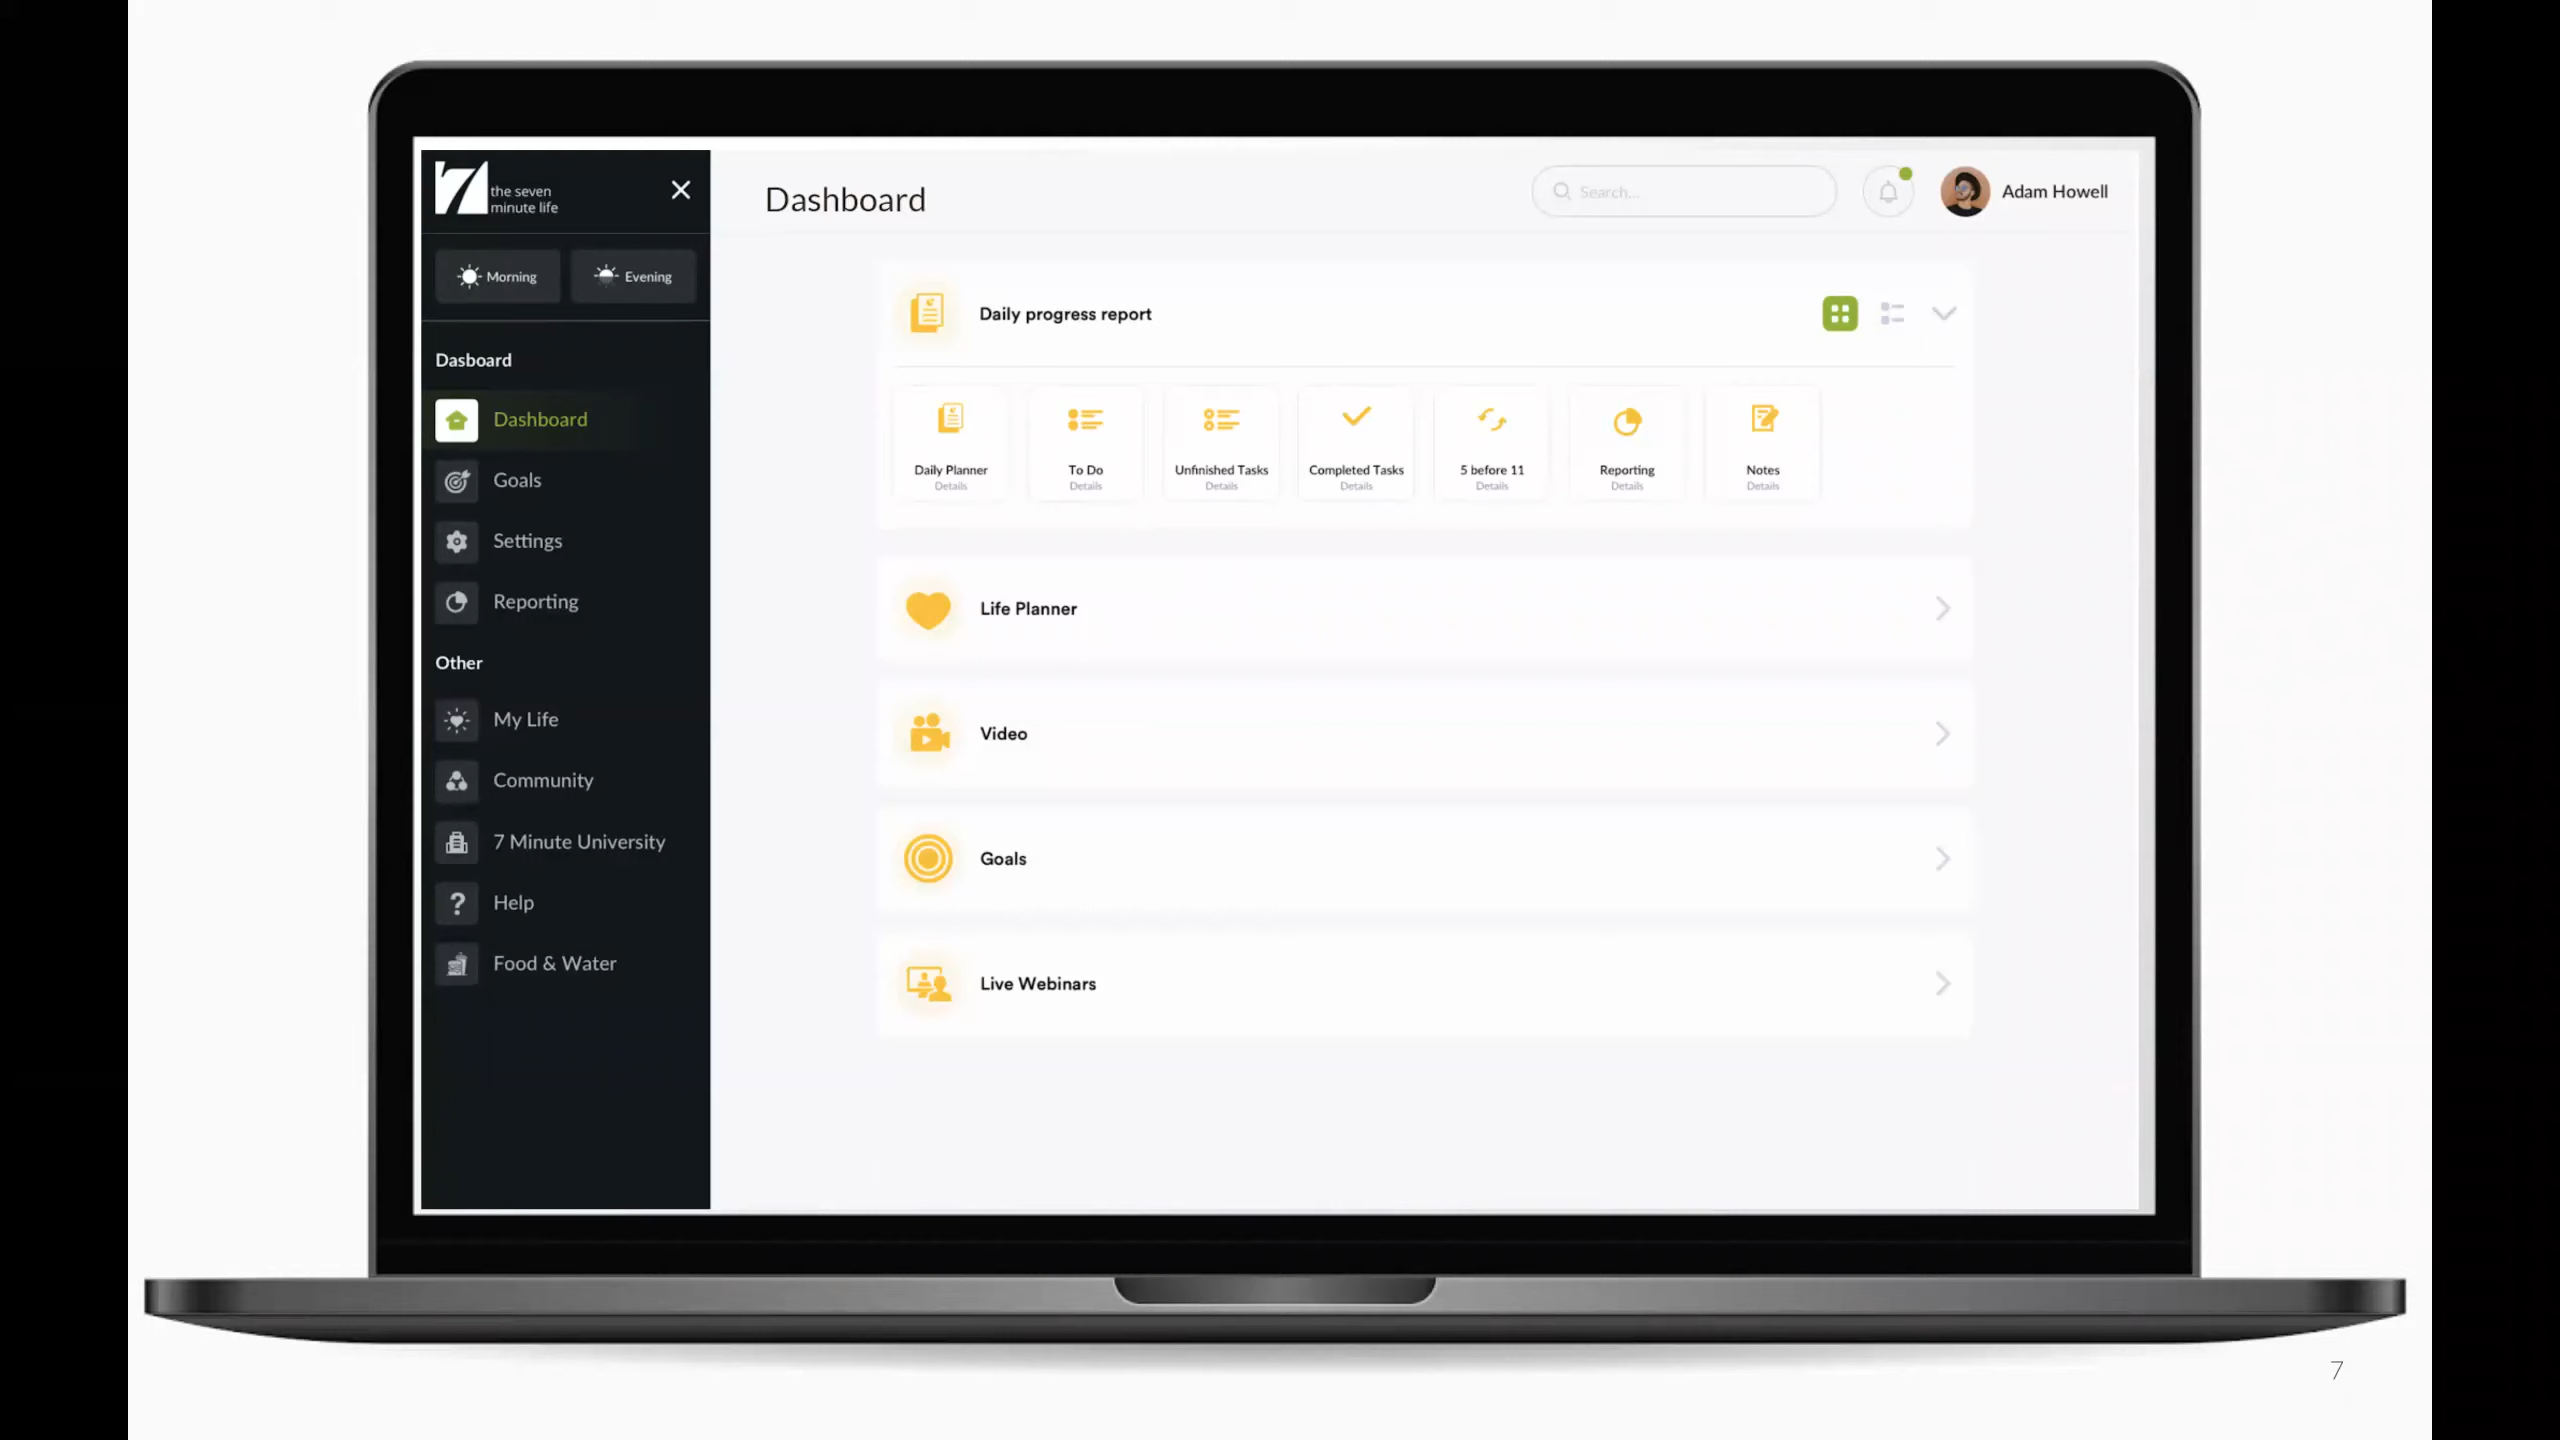 the seven
minute life
Dashboard
Search...
Adam Howell
Morning
Evening
Dasboard
Dashboard
Goals
Settings
Reporting
Other
My Life
Community
7 Minute University
Help
Food & Water
Daily progress report
Daily Planner
Details
To Do
Details
Unfinished Tasks
Details
Completed Tasks
Details
5 before 11
Details
Reporting
Details
Notes
Details
Life Planner
Video
Goals
Live Webinars
7